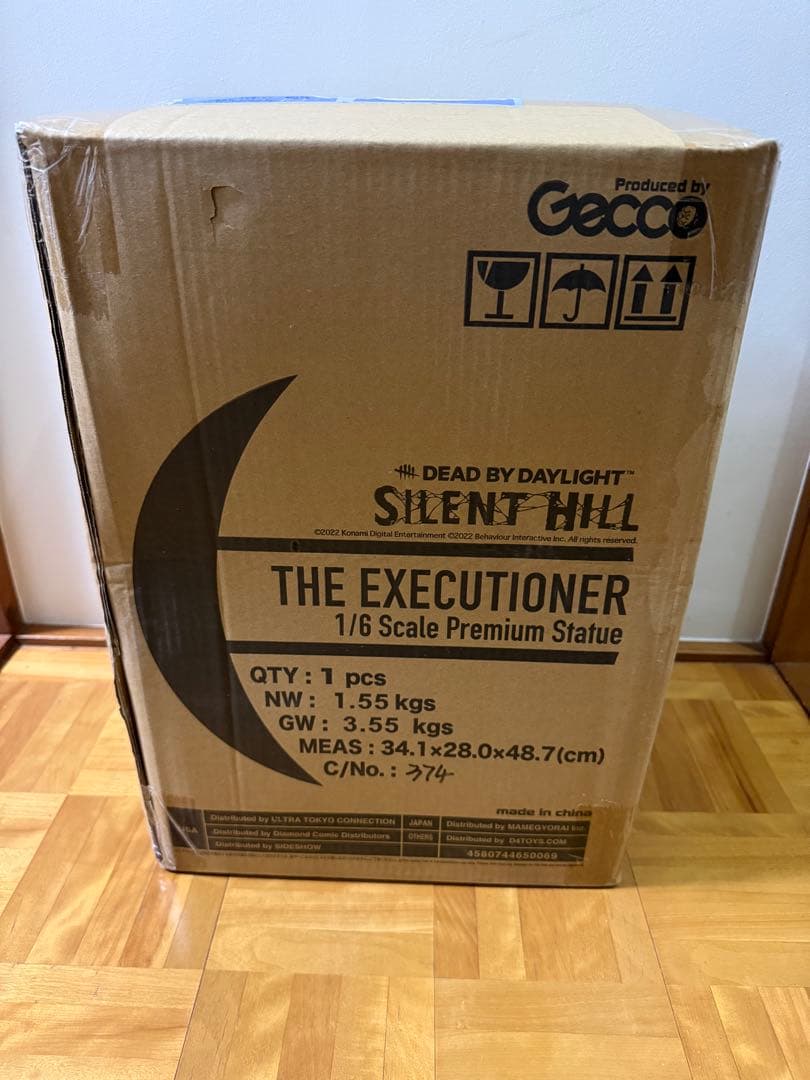 Produced by
Gecco
DEAD BY DAYLIGHT™
SILENT HILL
©2022 Konami Digital Entertainment ©2022 Behaviour Interactive Inc. All rights reserved.
THE EXECUTIONER
1/6 Scale Premium Statue
QTY : 1 pcs
NW : 1.55 kgs
GW : 3.55 kgs
MEAS : 34.1×28.0×48.7(cm)
C/No. : 374
made in china
USA
Distributed by ULTRA TOKYO CONNECTION
Distributed by Diamond Comic Distributors
Distributed by SIDESHOW
JAPAN
Distributed by MAMEGYORAI Inc.
OTHERS
Distributed by D4TOYS.COM
4580744650069